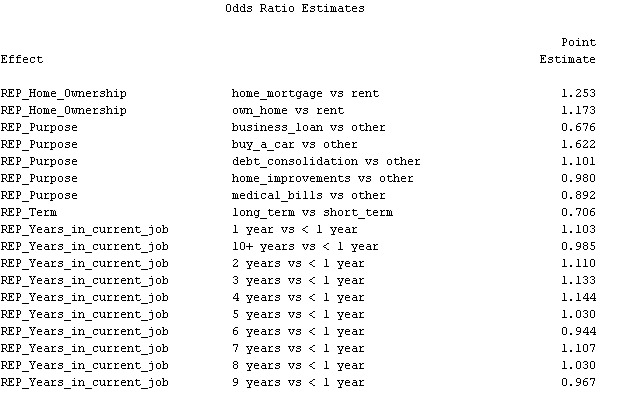 Odds Ratio Estimates
Point
Effect Estimate
REP_Home_Ownership home_mortgage vs rent 1.253
REP_Home_Ownership own_home vs rent 1.173
REP_Purpose business_loan vs other 0.676
REP_Purpose buy_a_car vs other 1.622
REP_Purpose debt_consolidation vs other 1.101
REP_Purpose home_improvements vs other 0.980
REP_Purpose medical_bills vs other 0.892
REP_Term long_term vs short_term 0.706
REP_Years_in_current_job 1 year vs < 1 year 1.103
REP_Years_in_current_job 10+ years vs < 1 year 0.985
REP_Years_in_current_job 2 years vs < 1 year 1.110
REP_Years_in_current_job 3 years vs < 1 year 1.133
REP_Years_in_current_job 4 years vs < 1 year 1.144
REP_Years_in_current_job 5 years vs < 1 year 1.030
REP_Years_in_current_job 6 years vs < 1 year 0.944
REP_Years_in_current_job 7 years vs < 1 year 1.107
REP_Years_in_current_job 8 years vs < 1 year 1.030
REP_Years_in_current_job 9 years vs < 1 year 0.967